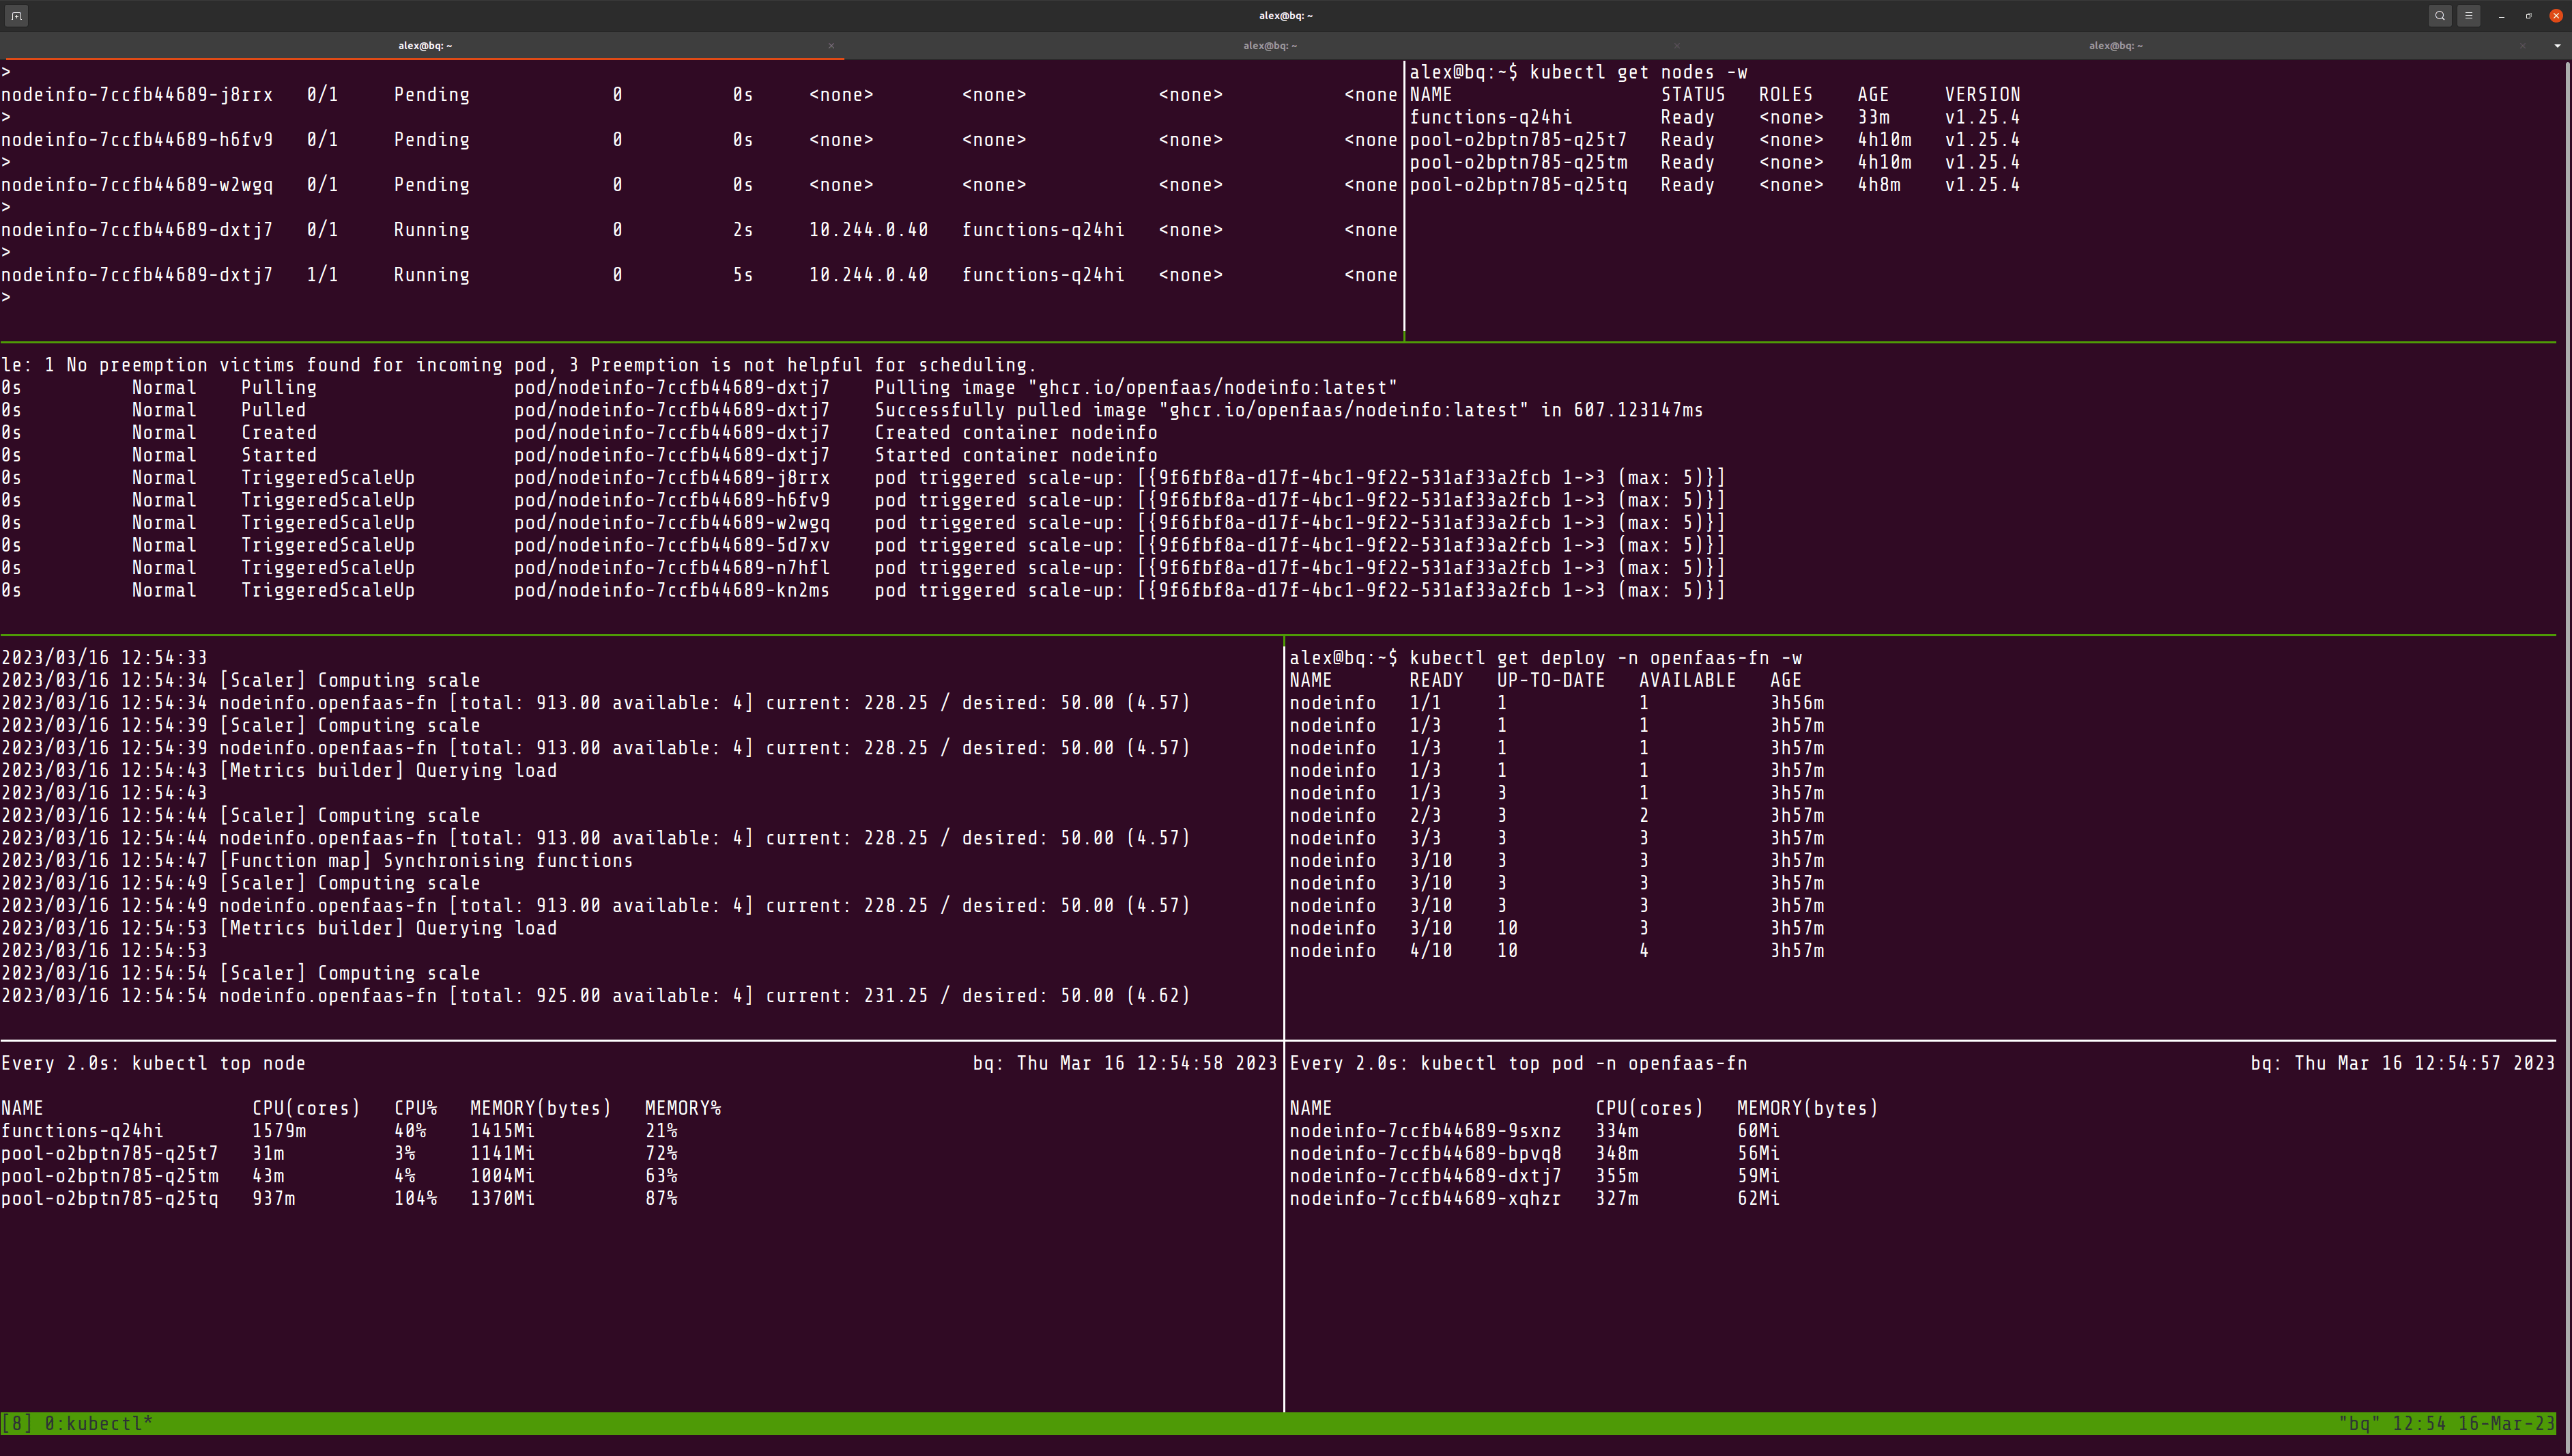 alex@bq: ~
alex@bq: ~
alex@bq: ~
alex@bq: ~
>
nodeinfo-7ccfb44689-j8rrx 0/1 Pending 0 0s <none> <none> <none> <none
>
nodeinfo-7ccfb44689-h6fv9 0/1 Pending 0 0s <none> <none> <none> <none
>
nodeinfo-7ccfb44689-w2wgq 0/1 Pending 0 0s <none> <none> <none> <none
>
nodeinfo-7ccfb44689-dxtj7 0/1 Running 0 2s 10.244.0.40 functions-q24hi <none> <none
>
nodeinfo-7ccfb44689-dxtj7 1/1 Running 0 5s 10.244.0.40 functions-q24hi <none> <none
>
alex@bq:~$ kubectl get nodes -w
NAME STATUS ROLES AGE VERSION
functions-q24hi Ready <none> 33m v1.25.4
pool-o2bptn785-q25t7 Ready <none> 4h10m v1.25.4
pool-o2bptn785-q25tm Ready <none> 4h10m v1.25.4
pool-o2bptn785-q25tq Ready <none> 4h8m v1.25.4
le: 1 No preemption victims found for incoming pod, 3 Preemption is not helpful for scheduling.
0s Normal Pulling pod/nodeinfo-7ccfb44689-dxtj7 Pulling image "ghcr.io/openfaas/nodeinfo:latest"
0s Normal Pulled pod/nodeinfo-7ccfb44689-dxtj7 Successfully pulled image "ghcr.io/openfaas/nodeinfo:latest" in 607.123147ms
0s Normal Created pod/nodeinfo-7ccfb44689-dxtj7 Created container nodeinfo
0s Normal Started pod/nodeinfo-7ccfb44689-dxtj7 Started container nodeinfo
0s Normal TriggeredScaleUp pod/nodeinfo-7ccfb44689-j8rrx pod triggered scale-up: [{9f6fbf8a-d17f-4bc1-9f22-531af33a2fcb 1->3 (max: 5)}]
0s Normal TriggeredScaleUp pod/nodeinfo-7ccfb44689-h6fv9 pod triggered scale-up: [{9f6fbf8a-d17f-4bc1-9f22-531af33a2fcb 1->3 (max: 5)}]
0s Normal TriggeredScaleUp pod/nodeinfo-7ccfb44689-w2wgq pod triggered scale-up: [{9f6fbf8a-d17f-4bc1-9f22-531af33a2fcb 1->3 (max: 5)}]
0s Normal TriggeredScaleUp pod/nodeinfo-7ccfb44689-5d7xv pod triggered scale-up: [{9f6fbf8a-d17f-4bc1-9f22-531af33a2fcb 1->3 (max: 5)}]
0s Normal TriggeredScaleUp pod/nodeinfo-7ccfb44689-n7hfl pod triggered scale-up: [{9f6fbf8a-d17f-4bc1-9f22-531af33a2fcb 1->3 (max: 5)}]
0s Normal TriggeredScaleUp pod/nodeinfo-7ccfb44689-kn2ms pod triggered scale-up: [{9f6fbf8a-d17f-4bc1-9f22-531af33a2fcb 1->3 (max: 5)}]
2023/03/16 12:54:33
2023/03/16 12:54:34 [Scaler] Computing scale
2023/03/16 12:54:34 nodeinfo.openfaas-fn [total: 913.00 available: 4] current: 228.25 / desired: 50.00 (4.57)
2023/03/16 12:54:39 [Scaler] Computing scale
2023/03/16 12:54:39 nodeinfo.openfaas-fn [total: 913.00 available: 4] current: 228.25 / desired: 50.00 (4.57)
2023/03/16 12:54:43 [Metrics builder] Querying load
2023/03/16 12:54:43
2023/03/16 12:54:44 [Scaler] Computing scale
2023/03/16 12:54:44 nodeinfo.openfaas-fn [total: 913.00 available: 4] current: 228.25 / desired: 50.00 (4.57)
2023/03/16 12:54:47 [Function map] Synchronising functions
2023/03/16 12:54:49 [Scaler] Computing scale
2023/03/16 12:54:49 nodeinfo.openfaas-fn [total: 913.00 available: 4] current: 228.25 / desired: 50.00 (4.57)
2023/03/16 12:54:53 [Metrics builder] Querying load
2023/03/16 12:54:53
2023/03/16 12:54:54 [Scaler] Computing scale
2023/03/16 12:54:54 nodeinfo.openfaas-fn [total: 925.00 available: 4] current: 231.25 / desired: 50.00 (4.62)
alex@bq:~$ kubectl get deploy -n openfaas-fn -w
NAME READY UP-TO-DATE AVAILABLE AGE
nodeinfo 1/1 1 1 3h56m
nodeinfo 1/3 1 1 3h57m
nodeinfo 1/3 1 1 3h57m
nodeinfo 1/3 1 1 3h57m
nodeinfo 1/3 3 1 3h57m
nodeinfo 2/3 3 2 3h57m
nodeinfo 3/3 3 3 3h57m
nodeinfo 3/10 3 3 3h57m
nodeinfo 3/10 3 3 3h57m
nodeinfo 3/10 3 3 3h57m
nodeinfo 3/10 10 3 3h57m
nodeinfo 4/10 10 4 3h57m
Every 2.0s: kubectl top node bq: Thu Mar 16 12:54:58 2023
NAME CPU(cores) CPU% MEMORY(bytes) MEMORY%
functions-q24hi 1579m 40% 1415Mi 21%
pool-o2bptn785-q25t7 31m 3% 1141Mi 72%
pool-o2bptn785-q25tm 43m 4% 1004Mi 63%
pool-o2bptn785-q25tq 937m 104% 1370Mi 87%
Every 2.0s: kubectl top pod -n openfaas-fn bq: Thu Mar 16 12:54:57 2023
NAME CPU(cores) MEMORY(bytes)
nodeinfo-7ccfb44689-9sxnz 334m 60Mi
nodeinfo-7ccfb44689-bpvq8 348m 56Mi
nodeinfo-7ccfb44689-dxtj7 355m 59Mi
nodeinfo-7ccfb44689-xqhzr 327m 62Mi
[8] 0:kubectl* "bq" 12:54 16-Mar-23